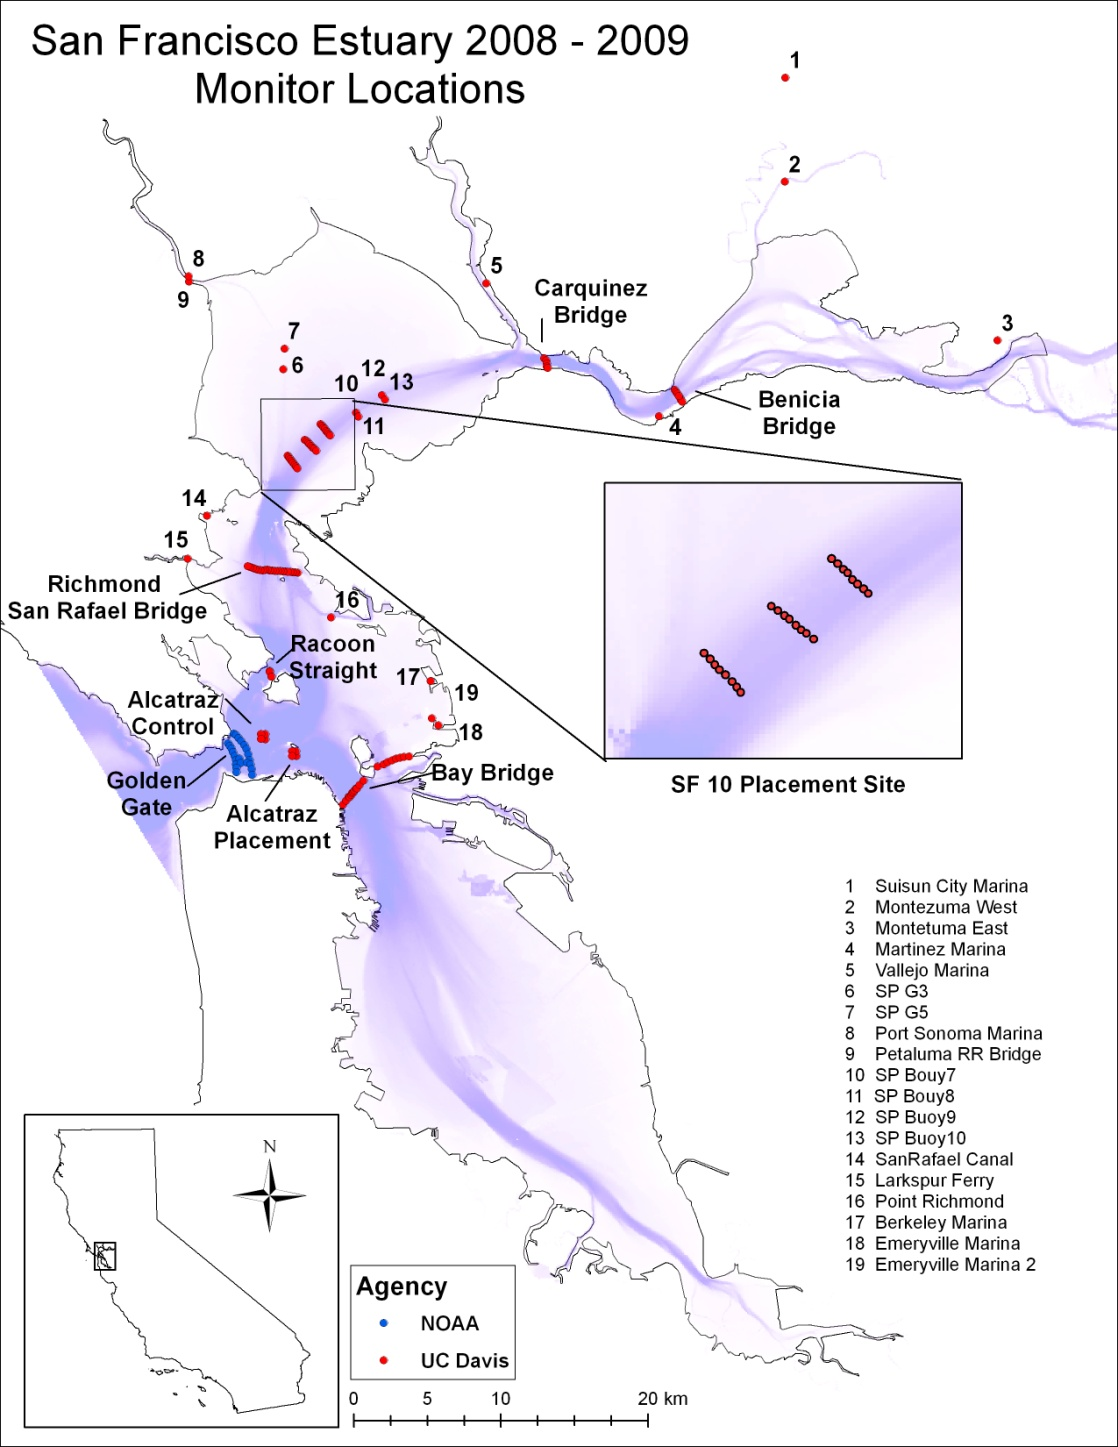 San Francisco Estuary 2008 - 2009
Monitor Locations
1
2
8
9
5
Carquinez
Bridge
3
7
6
12
13
10
11
4
Benicia
Bridge
14
15
Richmond
San Rafael Bridge
16
Racoon
Straight
17
19
18
Alcatraz
Control
Golden
Gate
Alcatraz
Placement
Bay Bridge
SF 10 Placement Site
1 Suisun City Marina
2 Montezuma West
3 Montetuma East
4 Martinez Marina
5 Vallejo Marina
6 SP G3
7 SP G5
8 Port Sonoma Marina
9 Petaluma RR Bridge
10 SP Bouy7
11 SP Bouy8
12 SP Buoy9
13 SP Buoy10
14 SanRafael Canal
15 Larkspur Ferry
16 Point Richmond
17 Berkeley Marina
18 Emeryville Marina
19 Emeryville Marina 2
N
Agency
NOAA
UC Davis
0 5 10 20 km